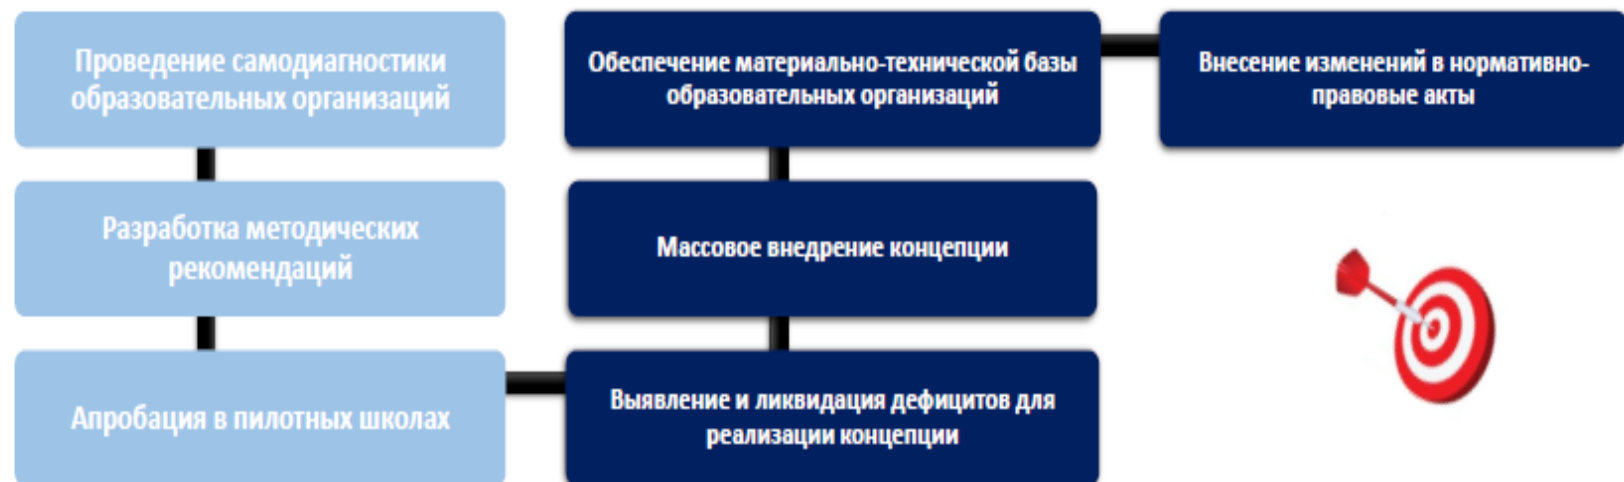 Проведение самодиагностики
образовательных организаций
Разработка методических
рекомендаций
Апробация в пилотных школах
Выявление и ликвидация дефицитов для
реализации концепции
Массовое внедрение концепции
Обеспечение материально-технической базы
образовательных организаций
Внесение изменений в нормативно-
правовые акты